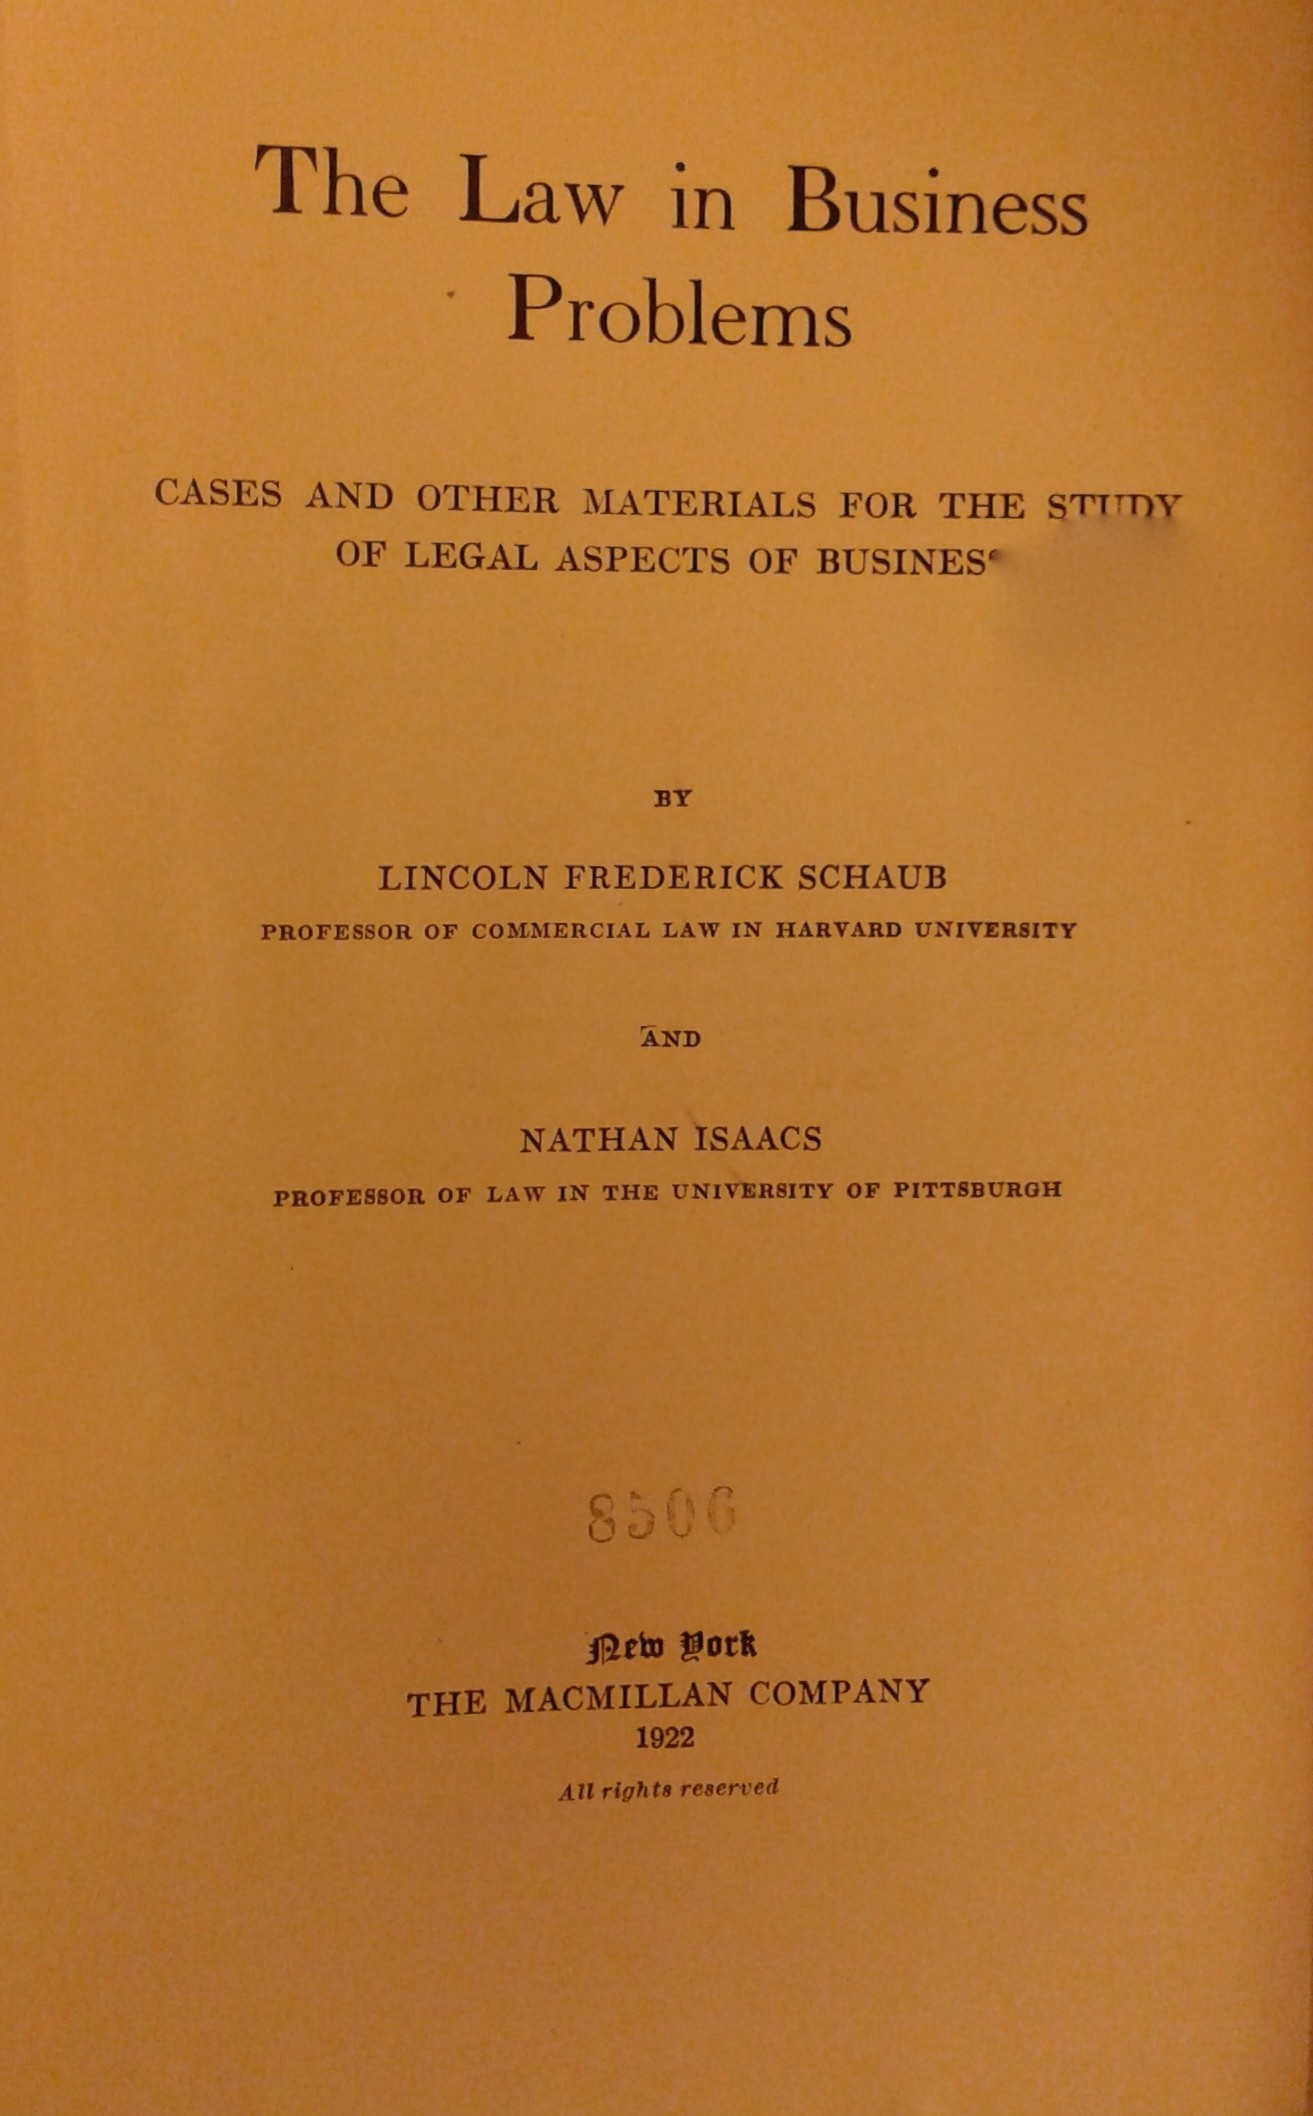 The Law in Business
Problems
CASES AND OTHER MATERIALS FOR THE STUDY
OF LEGAL ASPECTS OF BUSINESS
BY
LINCOLN FREDERICK SCHAUB
PROFESSOR OF COMMERCIAL LAW IN HARVARD UNIVERSITY
AND
NATHAN ISAACS
PROFESSOR OF LAW IN THE UNIVERSITY OF PITTSBURGH
8506
New York
THE MACMILLAN COMPANY
1922
All rights reserved